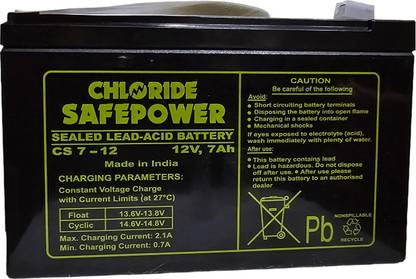 CHLORIDE
SAFEPOWER
SEALED LEAD-ACID BATTERY
CS 7-12 12V, 7Ah
Made in India
CHARGING PARAMETERS:
Constant Voltage Charge
with Current Limits (at 27°C)
Float 13.6V-13.8V
Cyclic 14.6V-14.8V
Max. Charging Current: 2.1A
Min. Charging Current: 0.7A
CAUTION
Be careful of the following
Avoid:
• Short circuiting battery terminals
• Disposing the battery into open flame
• Charging in a sealed container
• Mechanical shocks
If eyes exposed to electrolyte (acid),
wash immediately with plenty of water.
• This battery contains lead
• Lead is hazardous. Do not dispose
off after use. • After use please
return this battery to an authorised
dealer
Pb
NONSPILLABLE
RECYCLE